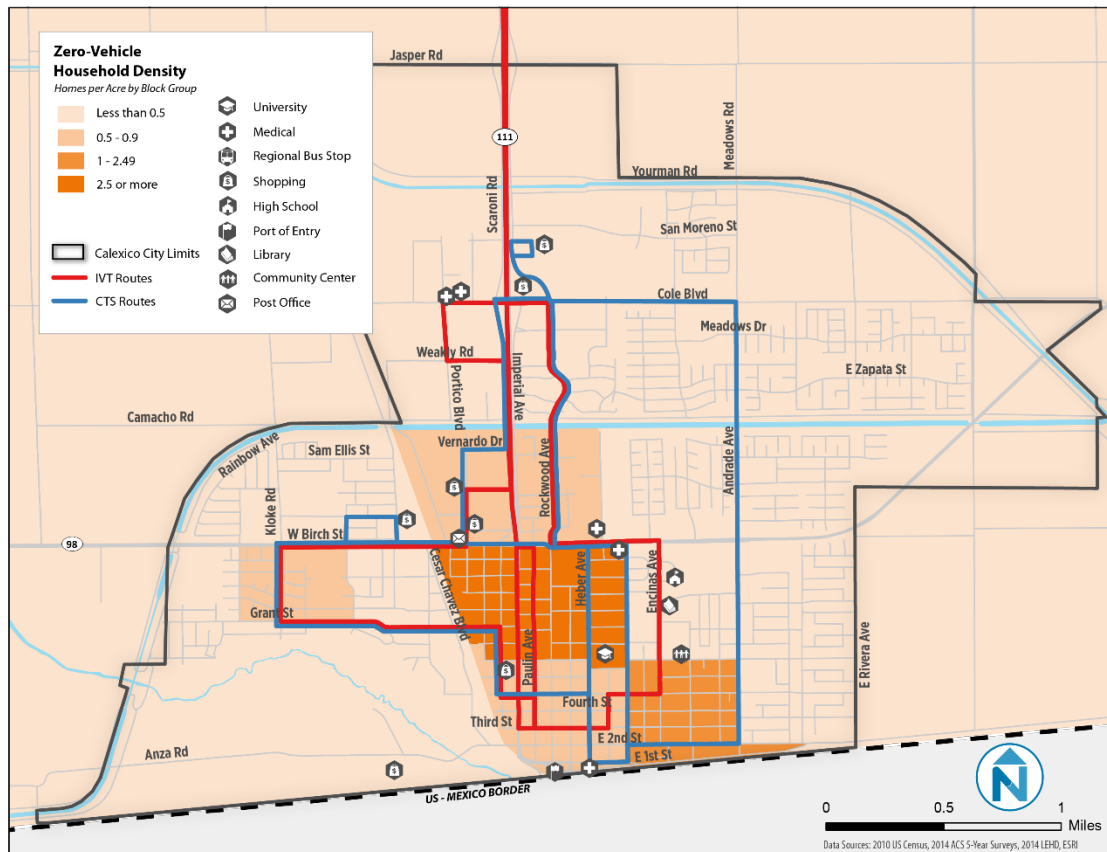 Zero-Vehicle
Household Density
Homes per Acre by Block Group
Less than 0.5
0.5 - 0.9
1 - 2.49
2.5 or more
University
Medical
Regional Bus Stop
Shopping
High School
Port of Entry
Library
Community Center
Post Office
Calexico City Limits
IVT Routes
CTS Routes
Jasper Rd
111
Scaroni Rd
Meadows Rd
Yourman Rd
San Moreno St
Cole Blvd
Meadows Dr
E Zapata St
Weakly Rd
Portico Blvd
Imperial Ave
Camacho Rd
Rainbow Ave
Sam Ellis St
Vernardo Dr
Rockwood Ave
Andrade Ave
Kloke Rd
W Birch St
98
Cesar Chavez Blvd
Heber Ave
Encinas Ave
Grant St
Paulin Ave
E Rivera Ave
Fourth St
Third St
E 2nd St
E 1st St
Anza Rd
US - MEXICO BORDER
N
0
0.5
1
Miles
Data Sources: 2010 US Census, 2014 ACS 5-Year Surveys, 2014 LEHD, ESRI